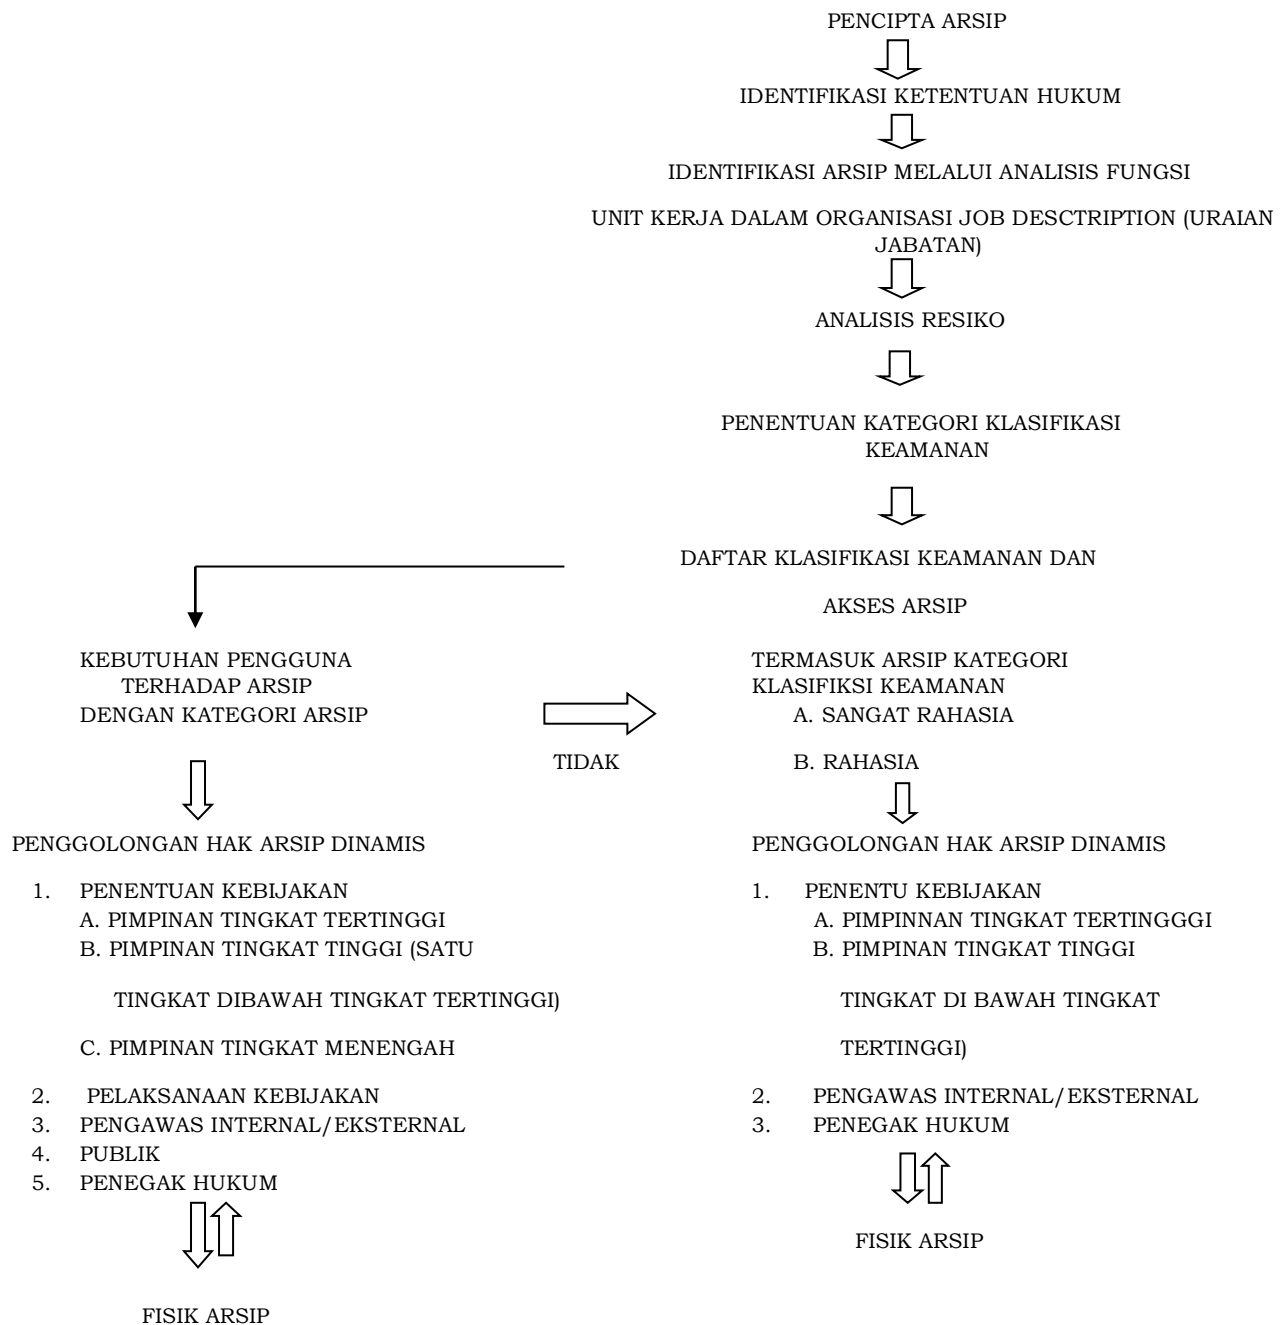 PENCIPTA ARSIP
IDENTIFIKASI KETENTUAN HUKUM
IDENTIFIKASI ARSIP MELALUI ANALISIS FUNGSI
UNIT KERJA DALAM ORGANISASI JOB DESCTRIPTION (URAIAN
JABATAN)
ANALISIS RESIKO
PENENTUAN KATEGORI KLASIFIKASI
KEAMANAN
DAFTAR KLASIFIKASI KEAMANAN DAN
AKSES ARSIP
KEBUTUHAN PENGGUNA
TERHADAP ARSIP
DENGAN KATEGORI ARSIP
TIDAK
TERMASUK ARSIP KATEGORI
KLASIFIKSI KEAMANAN
A. SANGAT RAHASIA
B. RAHASIA
PENGGOLONGAN HAK ARSIP DINAMIS
1. PENENTUAN KEBIJAKAN
A. PIMPINAN TINGKAT TERTINGGI
B. PIMPINAN TINGKAT TINGGI (SATU
TINGKAT DIBAWAH TINGKAT TERTINGGI)
C. PIMPINAN TINGKAT MENENGAH
2. PELAKSANAAN KEBIJAKAN
3. PENGAWAS INTERNAL/EKSTERNAL
4. PUBLIK
5. PENEGAK HUKUM
FISIK ARSIP
PENGGOLONGAN HAK ARSIP DINAMIS
1. PENENTU KEBIJAKAN
A. PIMPINNAN TINGKAT TERTINGGGI
B. PIMPINAN TINGKAT TINGGI
TINGKAT DI BAWAH TINGKAT
TERTINGGI)
2. PENGAWAS INTERNAL/EKSTERNAL
3. PENEGAK HUKUM
FISIK ARSIP